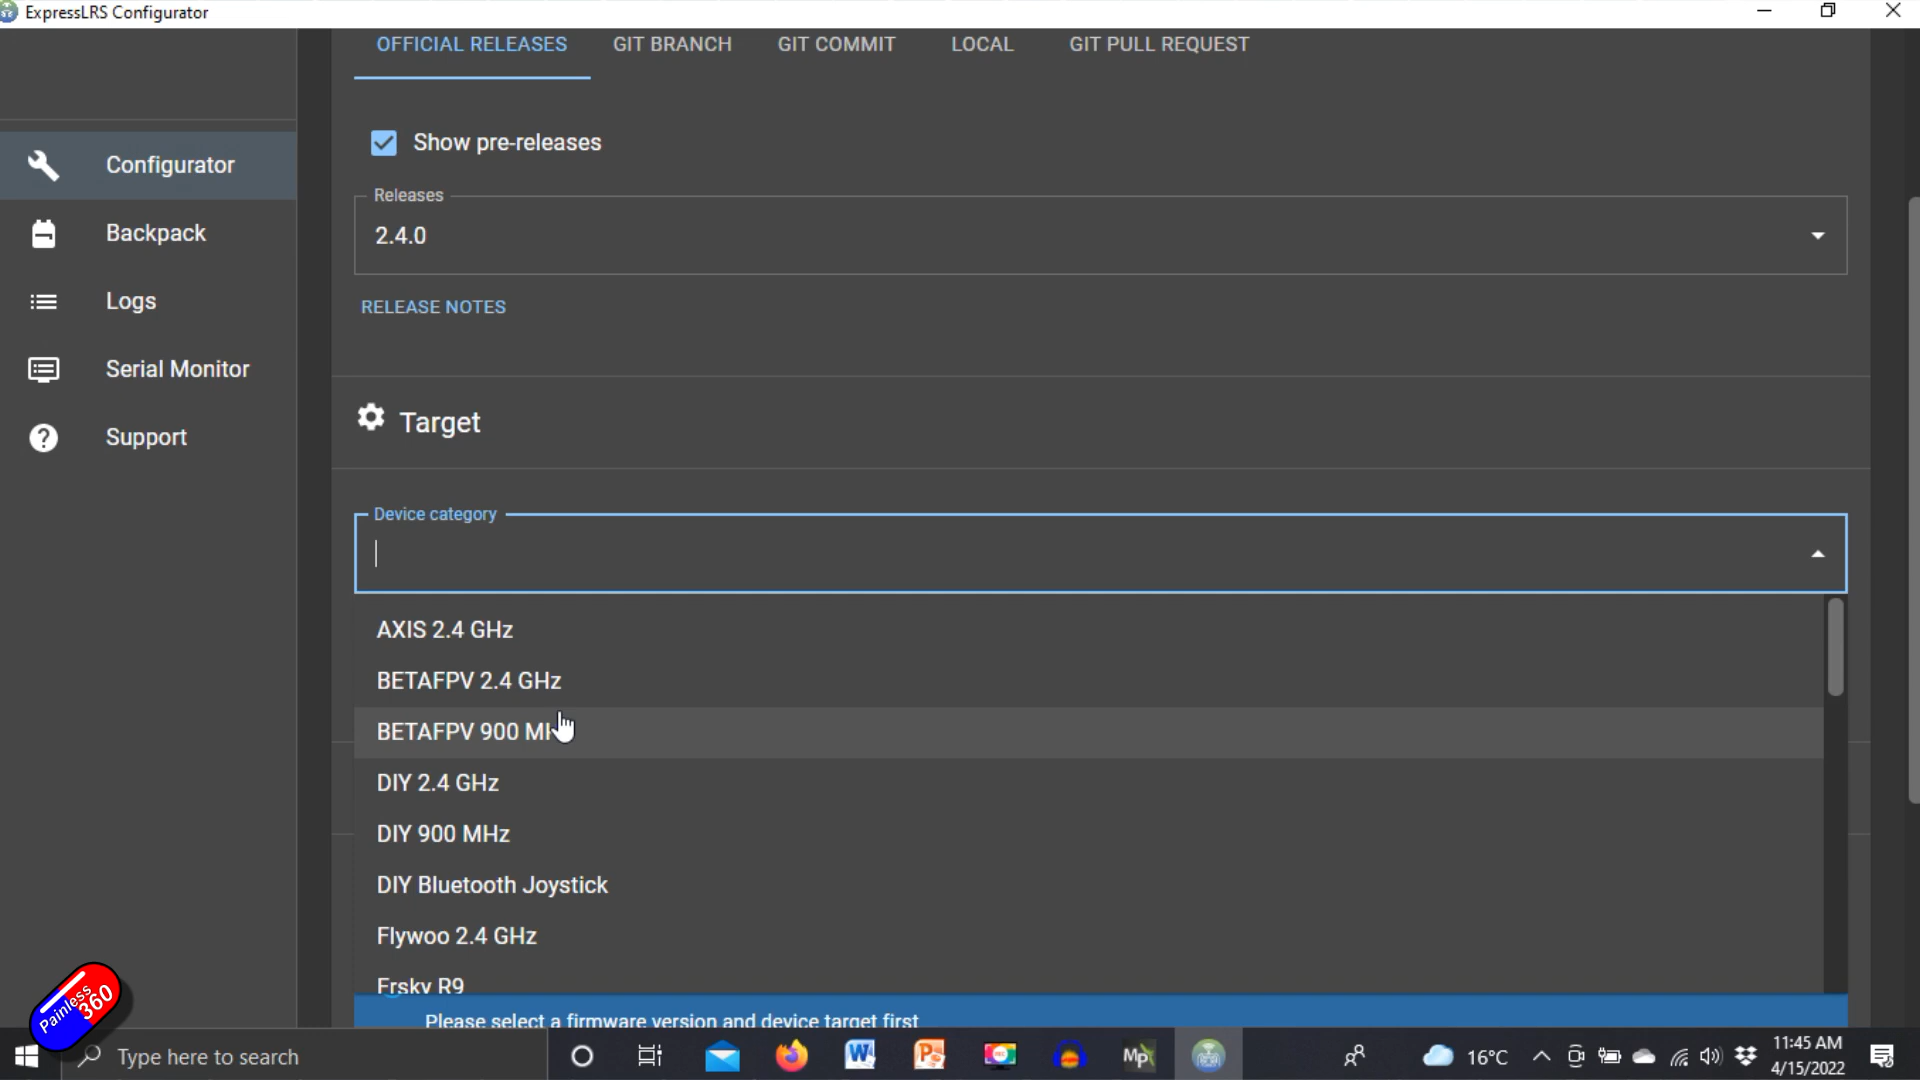 ExpressLRS Configurator
OFFICIAL RELEASES GIT BRANCH GIT COMMIT LOCAL GIT PULL REQUEST
Show pre-releases
Configurator
Releases
2.4.0
Backpack
Logs
RELEASE NOTES
Serial Monitor
Target
Support
Device category
AXIS 2.4 GHz
BETAFPV 2.4 GHz
BETAFPV 900 MH
DIY 2.4 GHz
DIY 900 MHz
DIY Bluetooth Joystick
Flywoo 2.4 GHz
Frsky R9
Please select a firmware version and device target first
Painless
360
Type here to search
16°C
11:45 AM
4/15/2022